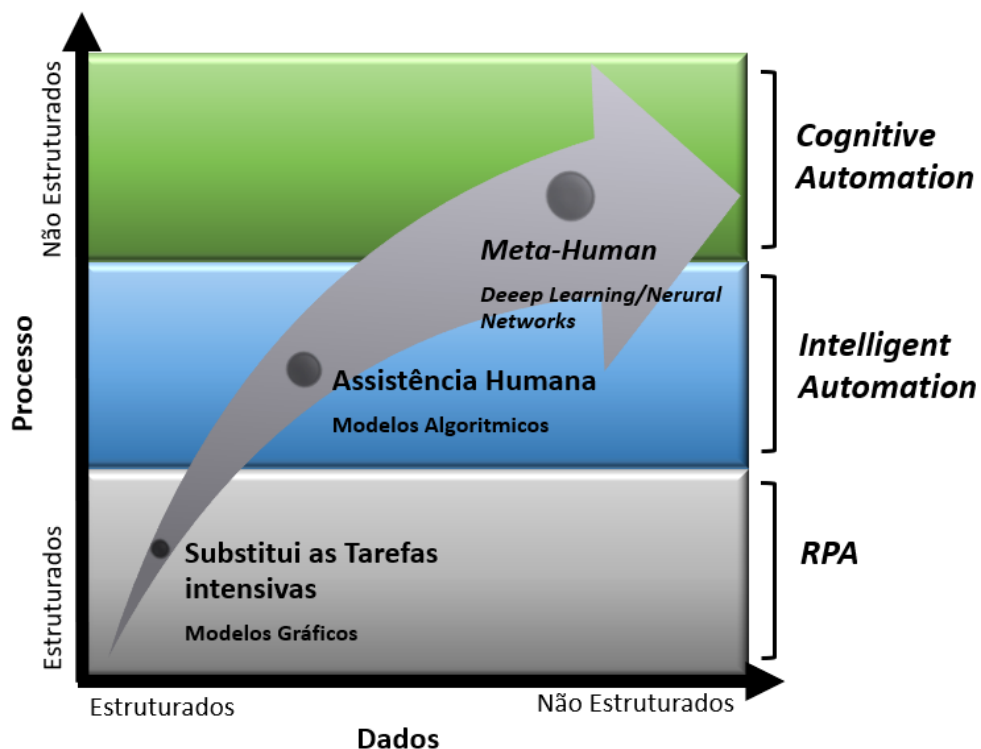 Não Estruturados
Processo
Estruturados
Cognitive
Automation
Meta-Human
Deeep Learning/Nerural
Networks
Intelligent
Automation
Assistência Humana
Modelos Algoritmicos
RPA
Substitui as Tarefas
intensivas
Modelos Gráficos
Estruturados
Não Estruturados
Dados